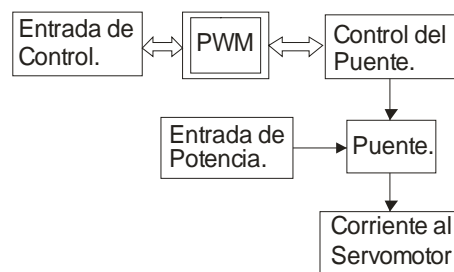 Entrada de
Control.
PWM
Control del
Puente.
Entrada de
Potencia.
Puente.
Corriente al
Servomotor